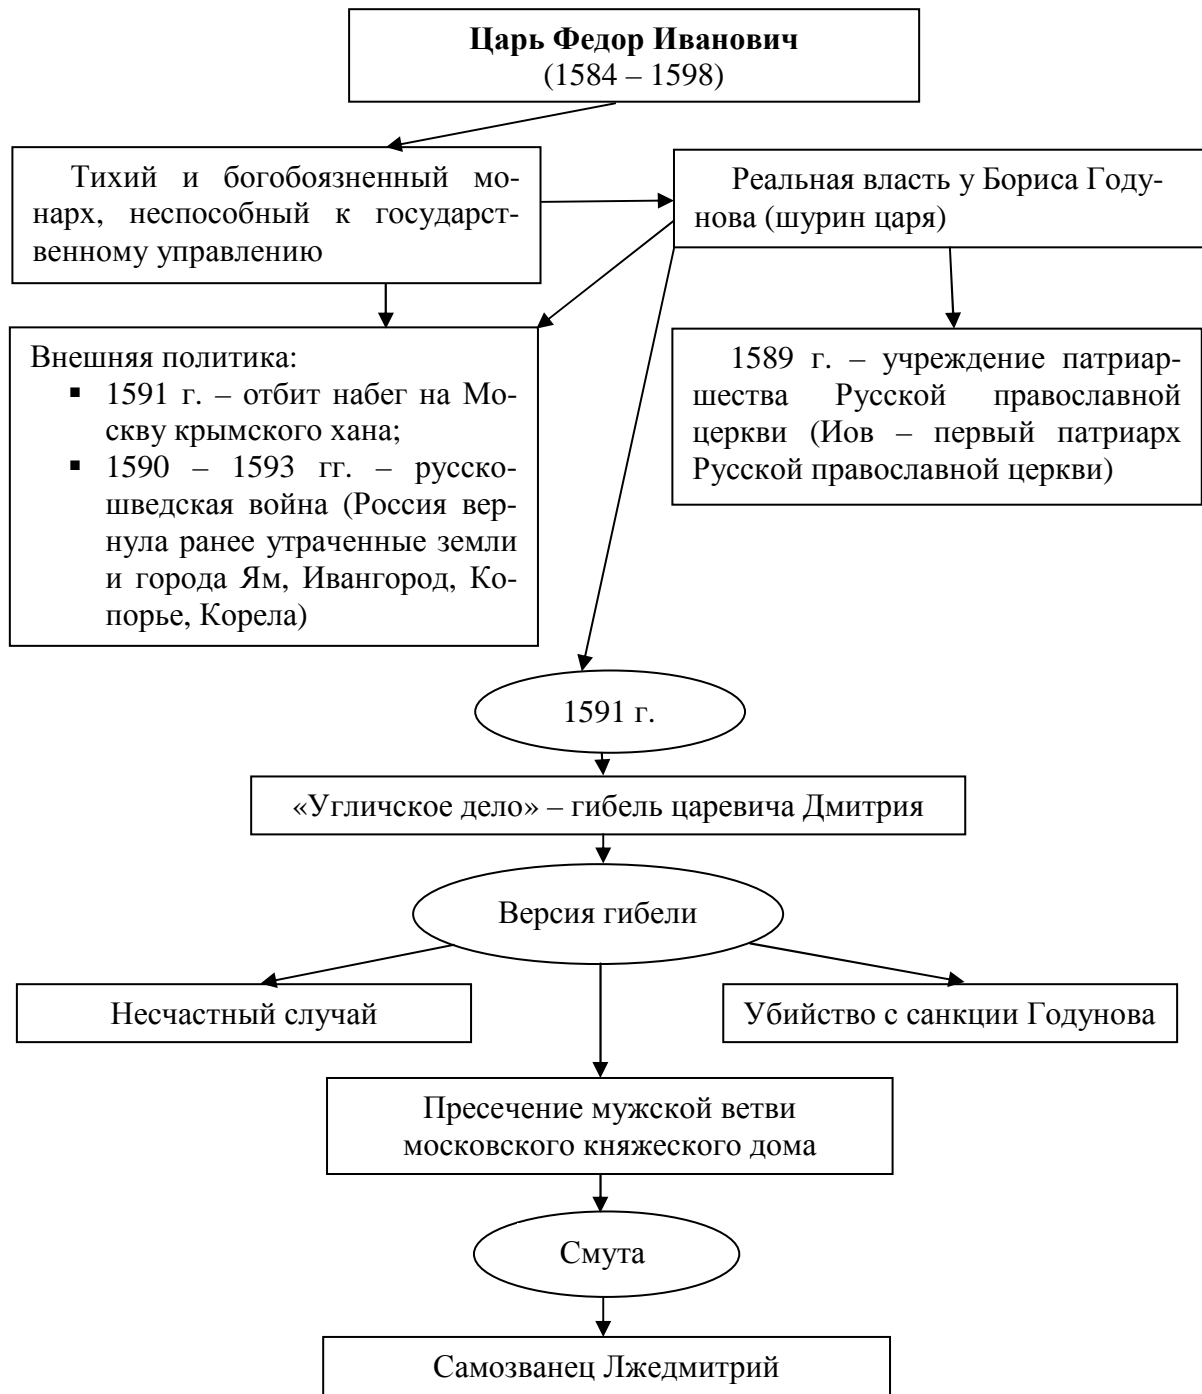 Царь Федор Иванович
(1584 – 1598)
Тихий и богобоязненный мо-
нарх, неспособный к государст-
венному управлению
Реальная власть у Бориса Году-
нова (шурин царя)
Внешняя политика:
▪ 1591 г. – отбит набег на Мо-
скву крымского хана;
▪ 1590 – 1593 гг. – русско-
шведская война (Россия вер-
нула ранее утраченные земли
и города Ям, Ивангород, Ко-
порье, Корела)
1589 г. – учреждение патриар-
шества Русской православной
церкви (Иов – первый патриарх
Русской православной церкви)
1591 г.
«Угличское дело» – гибель царевича Дмитрия
Версия гибели
Несчастный случай
Убийство с санкции Годунова
Пресечение мужской ветви
московского княжеского дома
Смута
Самозванец Лжедмитрий